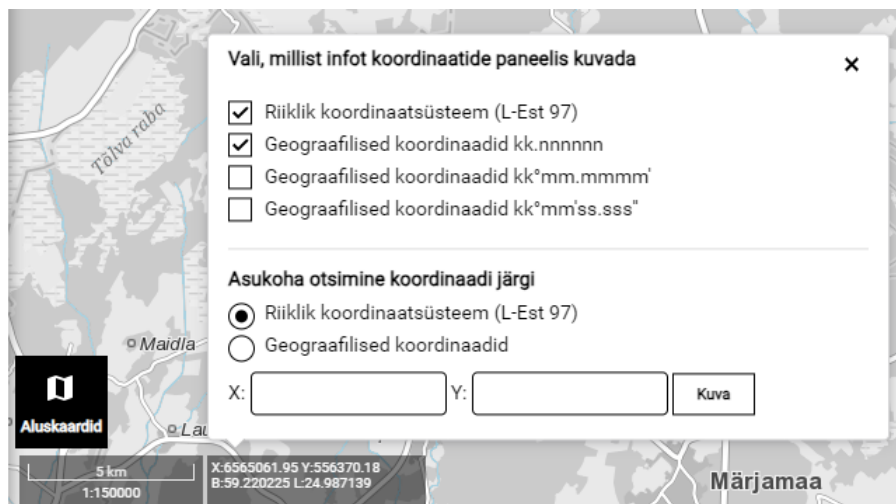 Vali, millist infot koordinaatide paneelis kuvada
Riiklik koordinaatsüsteem (L-Est 97)
Geograafilised koordinaadid kk.nnnnnn
Geograafilised koordinaadid kk°mm.mmmm'
Geograafilised koordinaadid kk°mm'ss.sss"
Asukoha otsimine koordinaadi järgi
Riiklik koordinaatsüsteem (L-Est 97)
Geograafilised koordinaadid
X:
Y:
Kuva
Tõlva raba
Maidla
Aluskaardid
5 km
1:150000
X:6565061.95 Y:556370.18
B:59.220225 L:24.987139
Märjamaa